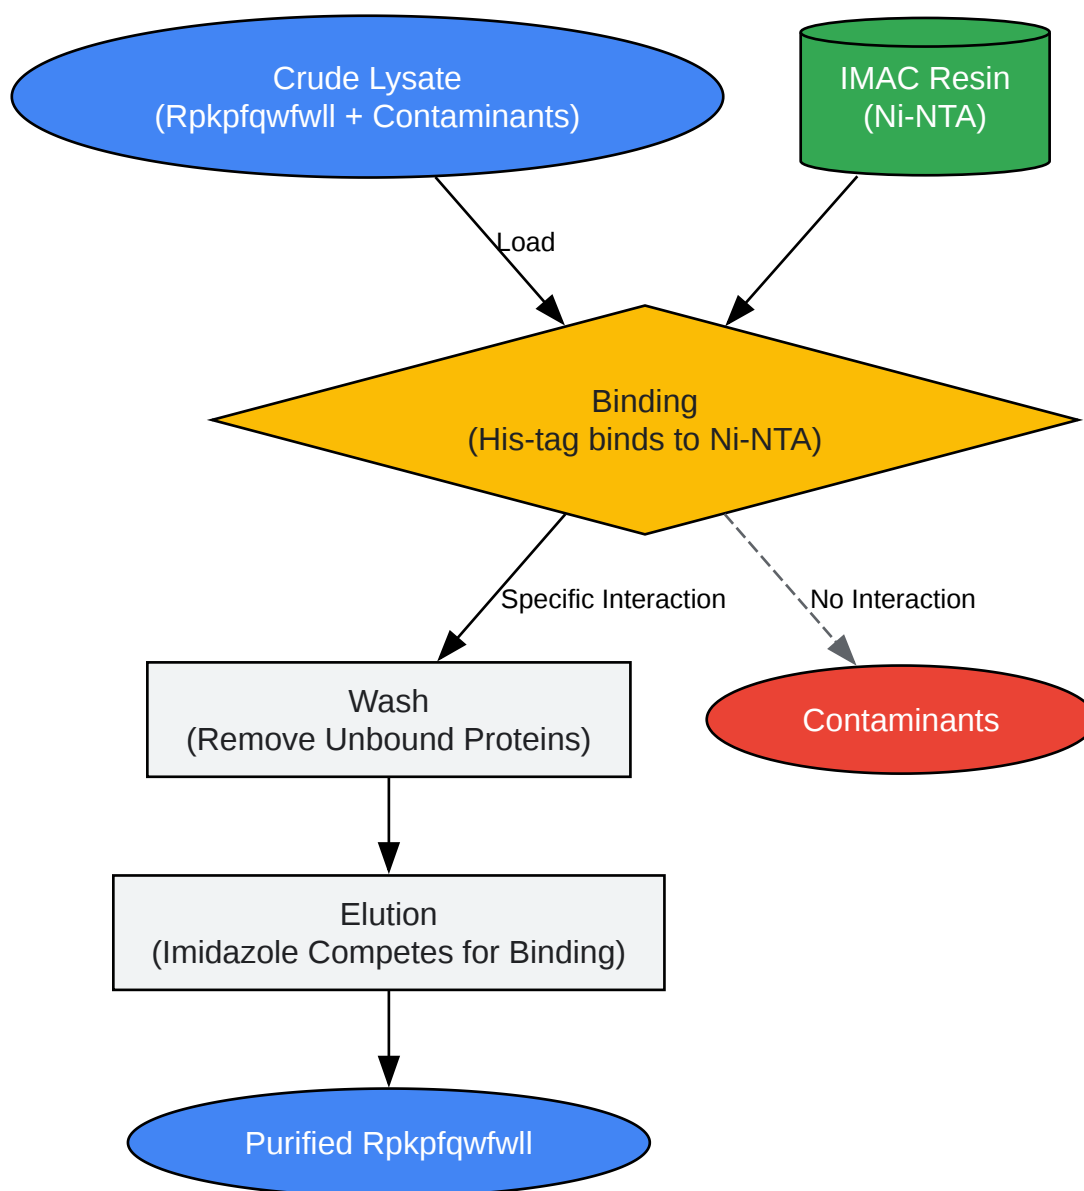 Crude Lysate
(Rpkpfqwfwll + Contaminants)
IMAC Resin
(Ni-NTA)
Load
Binding
(His-tag binds to Ni-NTA)
Specific Interaction
No Interaction
Wash
(Remove Unbound Proteins)
Contaminants
Elution
(Imidazole Competes for Binding)
Purified Rpkpfqwfwll